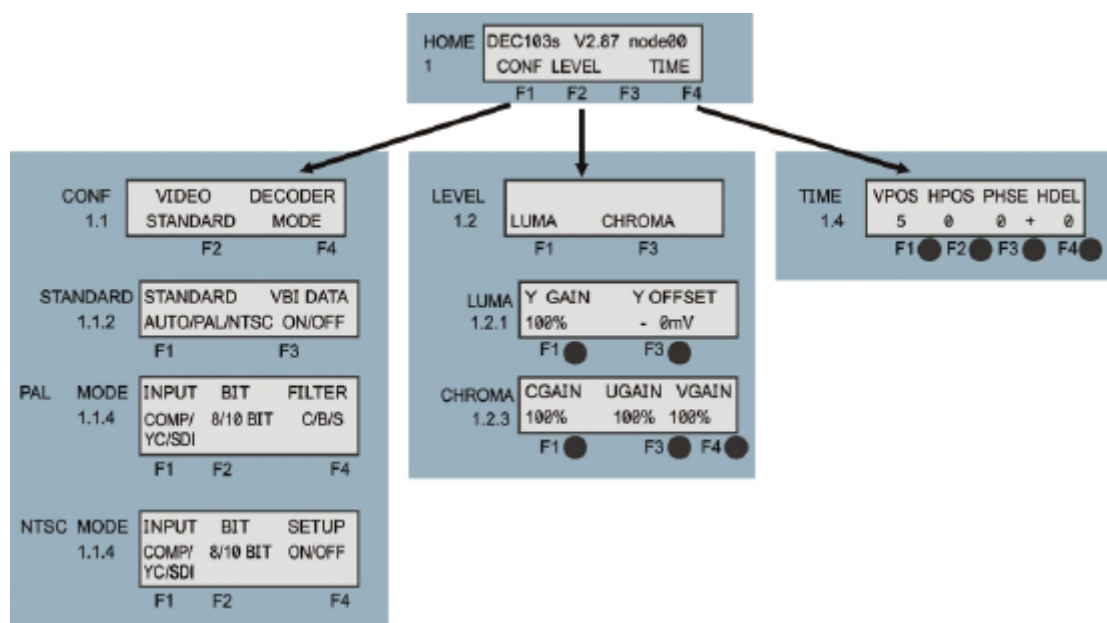 HOME DEC103s V2.87 node00
1 CONF LEVEL TIME
F1 F2 F3 F4
CONF VIDEO DECODER
1.1 STANDARD MODE
F2 F4
STANDARD STANDARD VBI DATA
1.1.2 AUTO/PAL/NTSC ON/OFF
F1 F3
PAL MODE INPUT BIT FILTER
1.1.4 COMP/ 8/10 BIT C/B/S
YC/SDI
F1 F2 F4
NTSC MODE INPUT BIT SETUP
1.1.4 COMP/ 8/10 BIT ON/OFF
YC/SDI
F1 F2 F4
LEVEL
1.2 LUMA CHROMA
F1 F3
LUMA Y GAIN Y OFFSET
1.2.1 100% - 0mV
F1 F3
CHROMA CGAIN UGAIN VGAIN
1.2.3 100% 100% 100%
F1 F3 F4
TIME VPOS HPOS PHSE HDEL
1.4 5 0 0 + 0
F1 F2 F3 F4